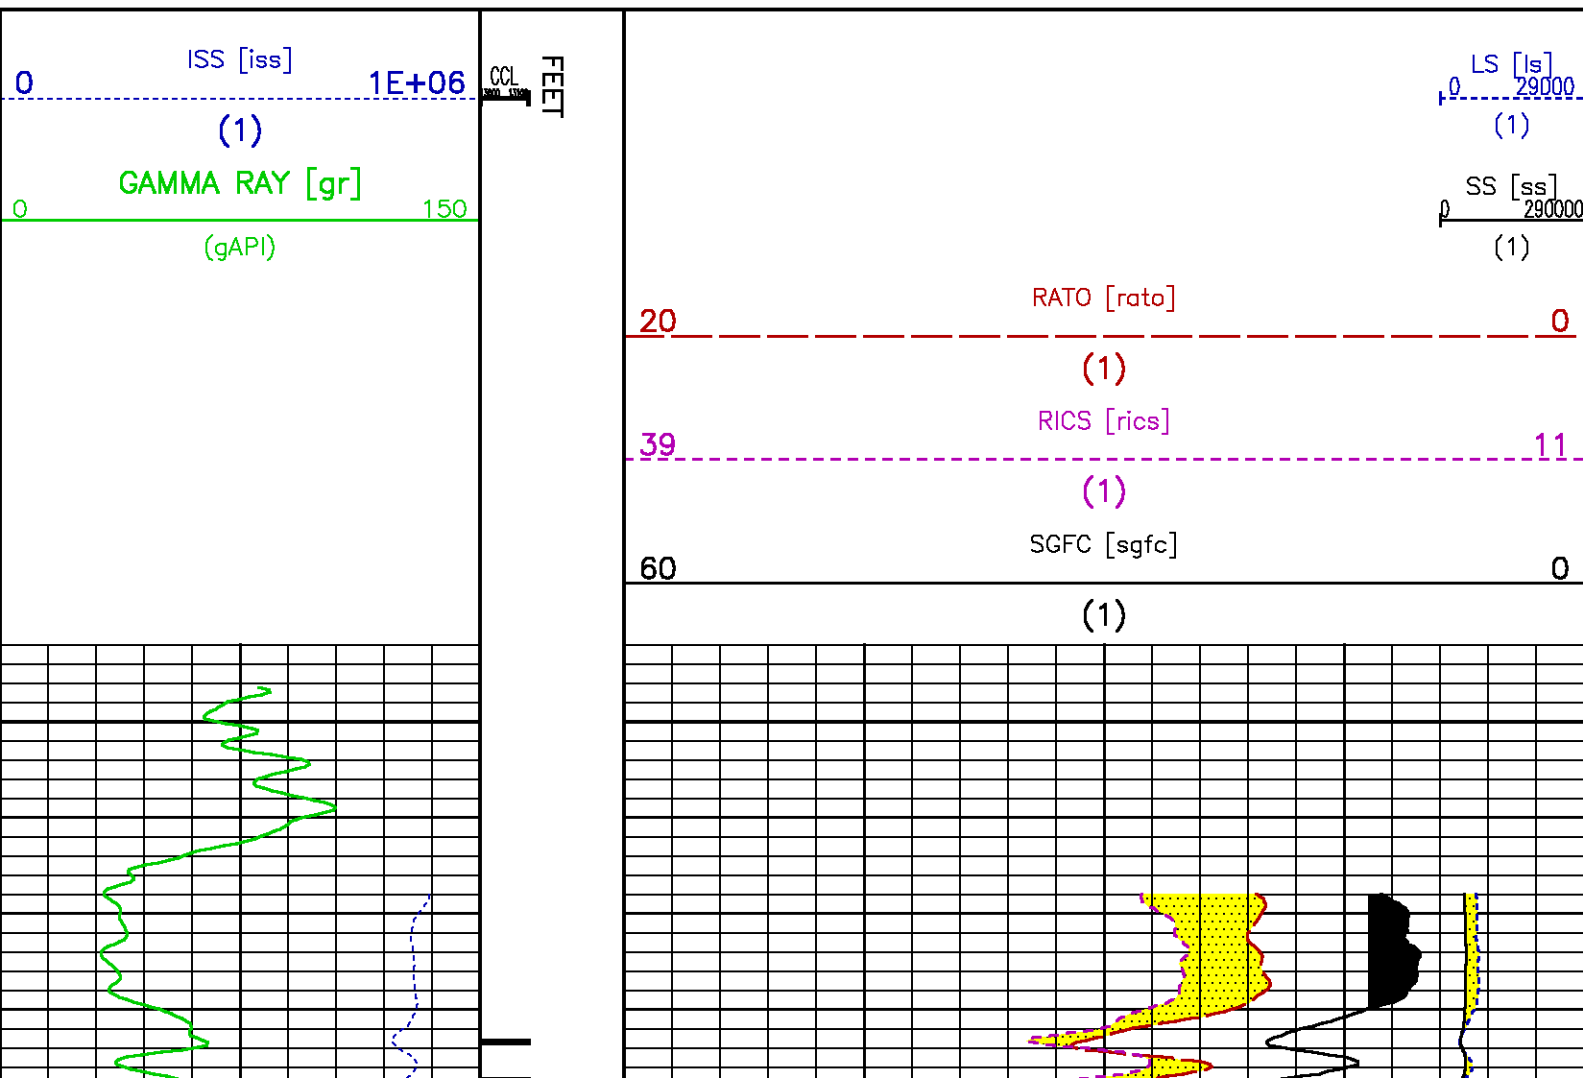 ISS [iss]
0 1E+06
(1)
GAMMA RAY [gr]
0 150
(gAPI)
CCL
FEET
LS [ls]
0 29000
(1)
SS [ss]
0 290000
(1)
RATO [rato]
20 0
(1)
RICS [rics]
39 11
(1)
SGFC [sgfc]
60 0
(1)